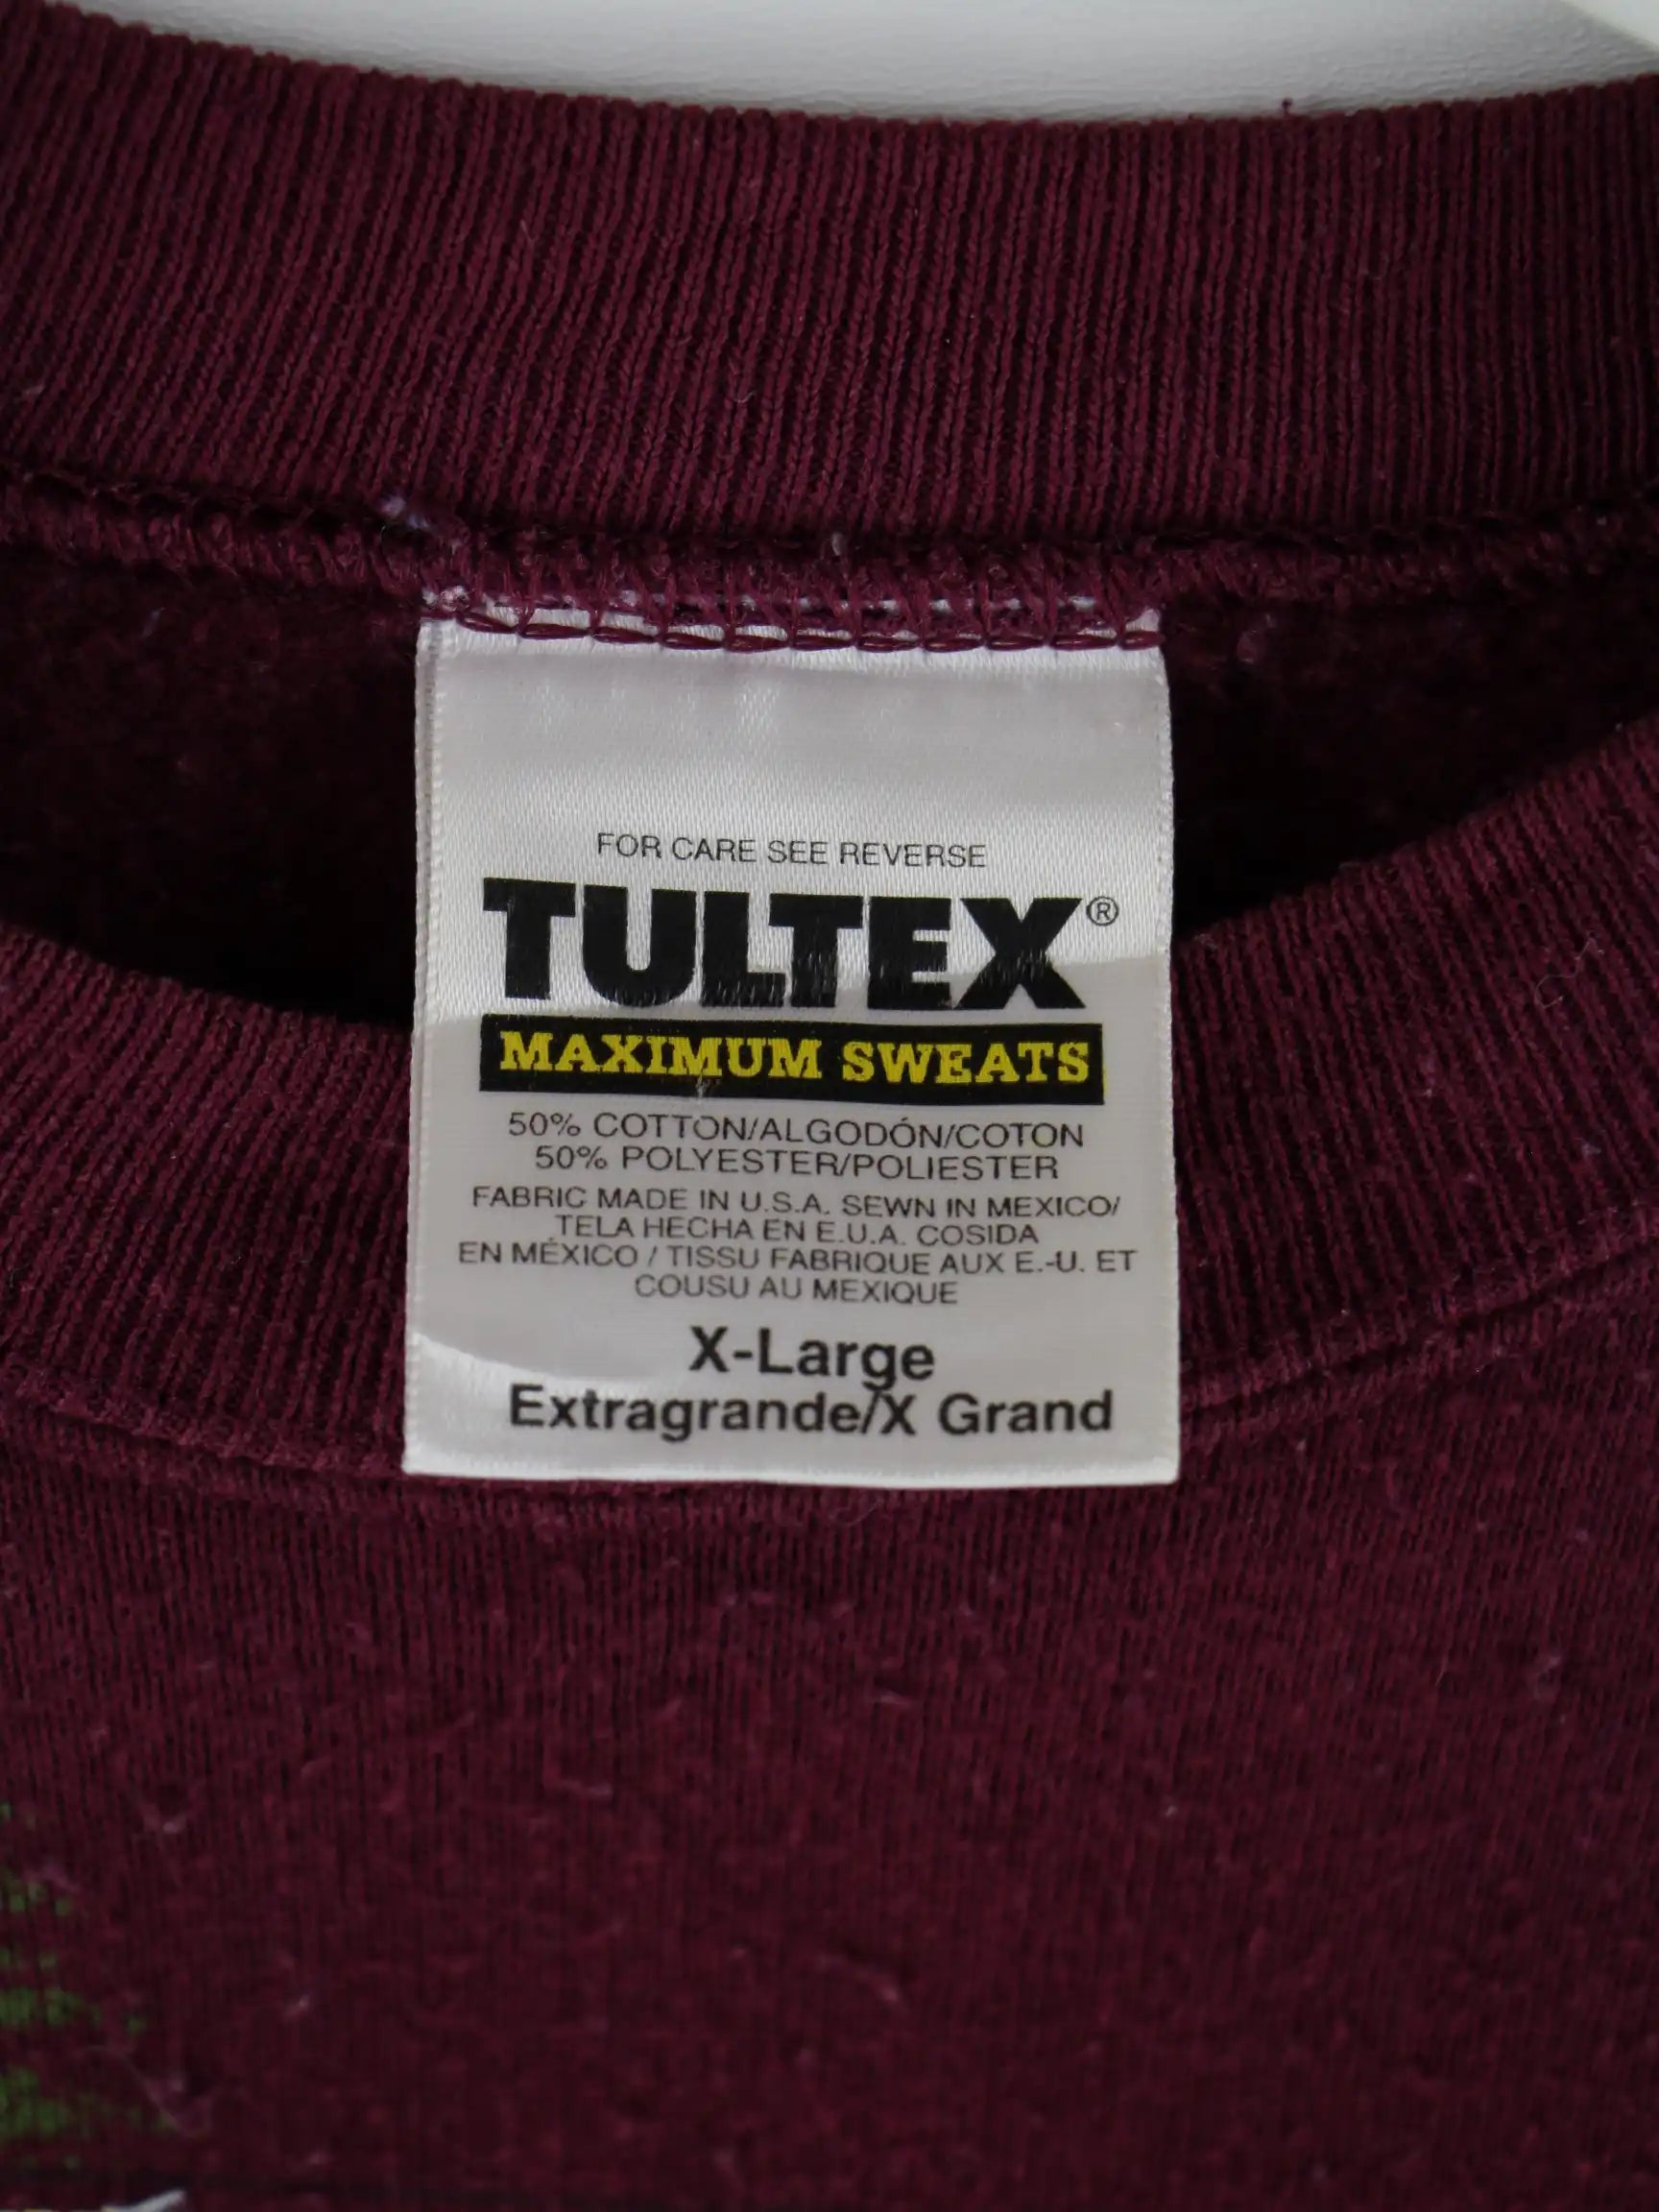 FOR CARE SEE REVERSE
TULTEX®
MAXIMUM SWEATS
50% COTTON/ALGODÓN/COTON
50% POLYESTER/POLIESTER
FABRIC MADE IN U.S.A. SEWN IN MEXICO/
TELA HECHA EN E.U.A. COSIDA
EN MÉXICO / TISSU FABRIQUE AUX E.-U. ET
COUSU AU MEXIQUE
X-Large
Extragrande/X Grand